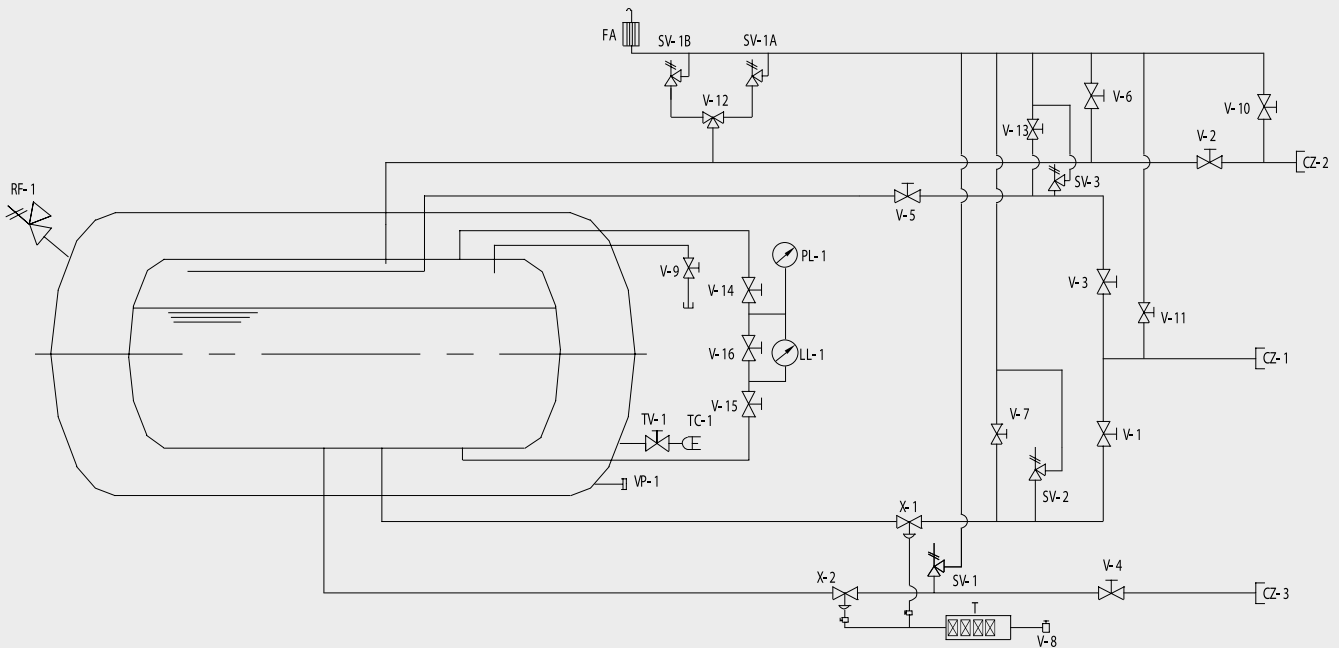 FA
SV-1B
SV-1A
V-12
V-13
V-6
V-2
V-10
CZ-2
SV-3
RF-1
V-5
V-9
V-14
PL-1
V-3
V-11
V-16
LL-1
CZ-1
V-15
TV-1
TC-1
V-7
V-1
VP-1
SV-2
X-1
X-2
SV-1
V-4
CZ-3
T
V-8